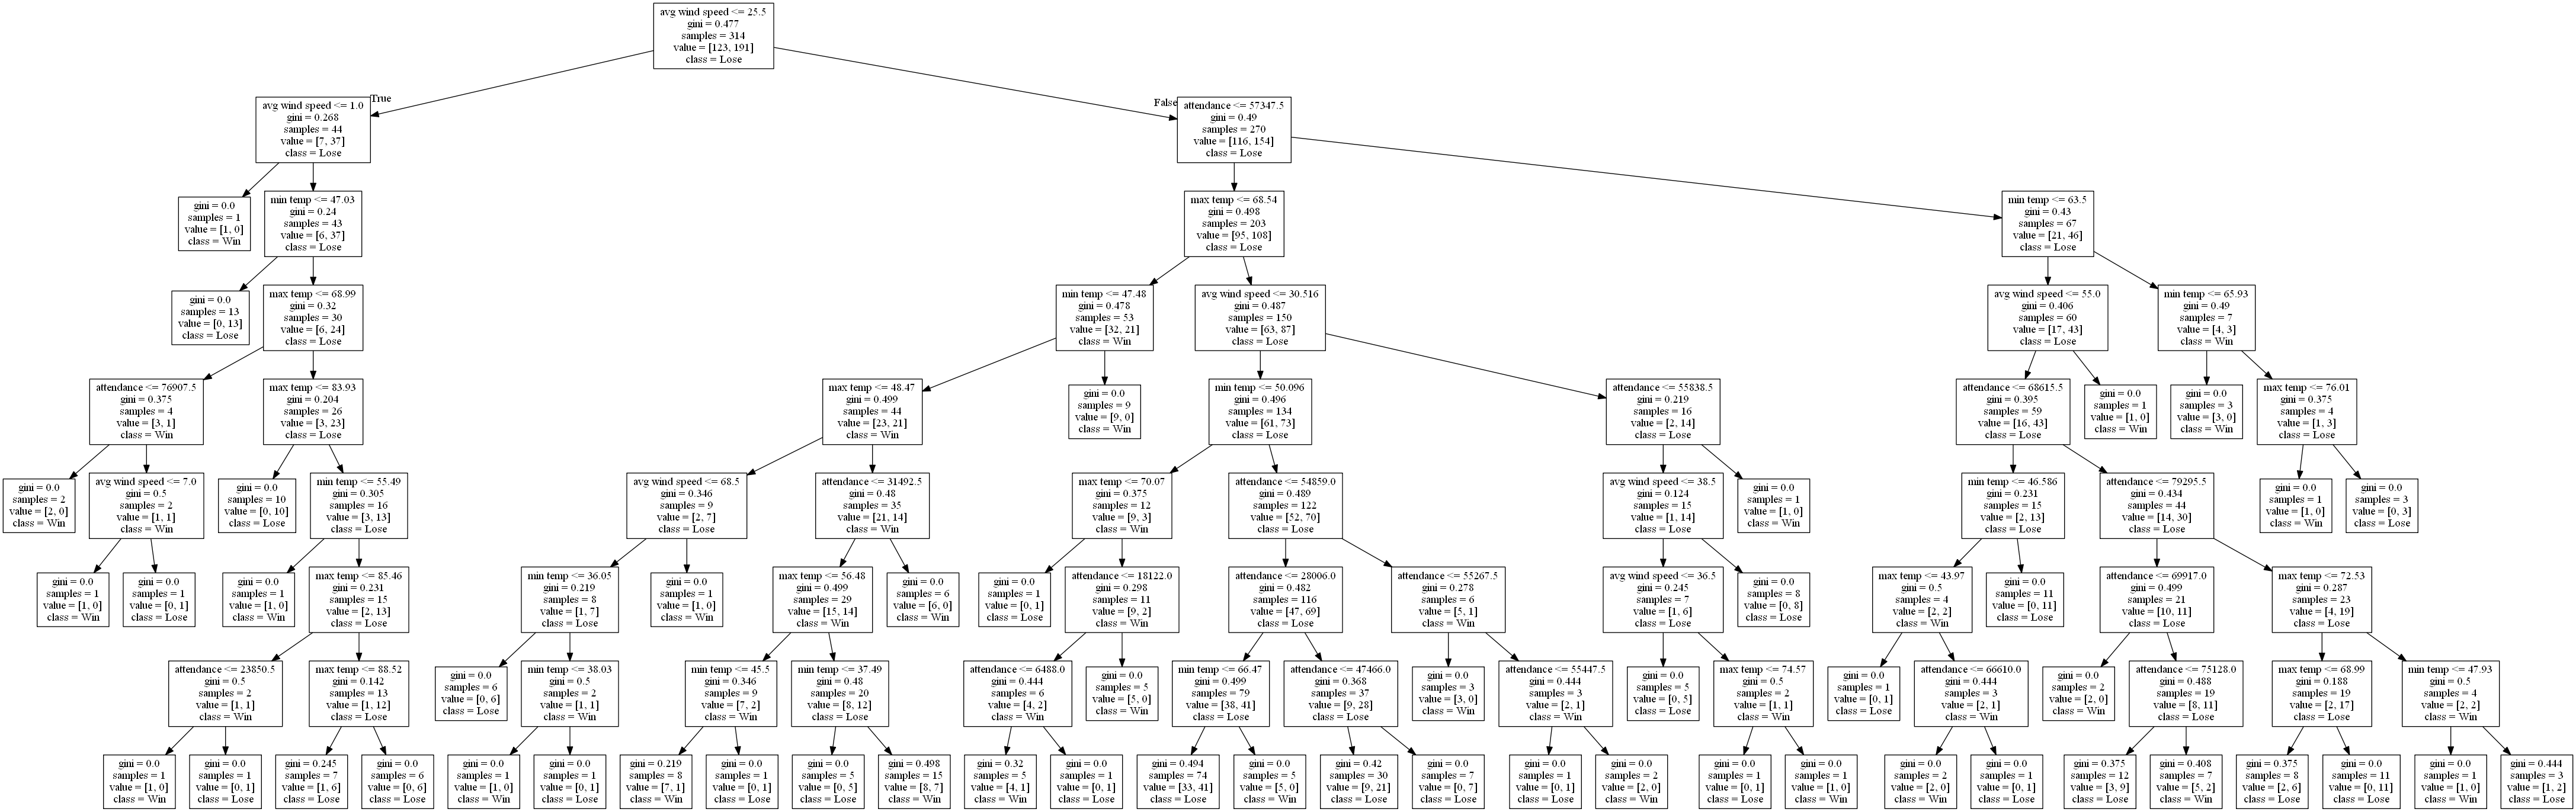 avg wind speed <= 25.5
gini = 0.477
samples = 314
value = [123, 191]
class = Lose
True
False
avg wind speed <= 1.0
gini = 0.268
samples = 44
value = [7, 37]
class = Lose
attendance <= 57347.5
gini = 0.49
samples = 270
value = [116, 154]
class = Lose
gini = 0.0
samples = 1
value = [1, 0]
class = Win
min temp <= 47.03
gini = 0.24
samples = 43
value = [6, 37]
class = Lose
max temp <= 68.54
gini = 0.498
samples = 203
value = [95, 108]
class = Lose
min temp <= 63.5
gini = 0.43
samples = 67
value = [21, 46]
class = Lose
gini = 0.0
samples = 13
value = [0, 13]
class = Lose
max temp <= 68.99
gini = 0.32
samples = 30
value = [6, 24]
class = Lose
min temp <= 47.48
gini = 0.478
samples = 53
value = [32, 21]
class = Win
avg wind speed <= 30.516
gini = 0.487
samples = 150
value = [63, 87]
class = Lose
avg wind speed <= 55.0
gini = 0.406
samples = 60
value = [17, 43]
class = Lose
min temp <= 65.93
gini = 0.49
samples = 7
value = [4, 3]
class = Win
attendance <= 76907.5
gini = 0.375
samples = 4
value = [3, 1]
class = Win
max temp <= 83.93
gini = 0.204
samples = 26
value = [3, 23]
class = Lose
max temp <= 48.47
gini = 0.499
samples = 44
value = [23, 21]
class = Win
gini = 0.0
samples = 9
value = [9, 0]
class = Win
min temp <= 50.096
gini = 0.496
samples = 134
value = [61, 73]
class = Lose
attendance <= 55838.5
gini = 0.219
samples = 16
value = [2, 14]
class = Lose
attendance <= 68615.5
gini = 0.395
samples = 59
value = [16, 43]
class = Lose
gini = 0.0
samples = 1
value = [1, 0]
class = Win
gini = 0.0
samples = 3
value = [3, 0]
class = Win
max temp <= 76.01
gini = 0.375
samples = 4
value = [1, 3]
class = Lose
gini = 0.0
samples = 2
value = [2, 0]
class = Win
avg wind speed <= 7.0
gini = 0.5
samples = 2
value = [1, 1]
class = Win
gini = 0.0
samples = 10
value = [0, 10]
class = Lose
min temp <= 55.49
gini = 0.305
samples = 16
value = [3, 13]
class = Lose
avg wind speed <= 68.5
gini = 0.346
samples = 9
value = [2, 7]
class = Lose
attendance <= 31492.5
gini = 0.48
samples = 35
value = [21, 14]
class = Win
max temp <= 70.07
gini = 0.375
samples = 12
value = [9, 3]
class = Win
attendance <= 54859.0
gini = 0.489
samples = 122
value = [52, 70]
class = Lose
avg wind speed <= 38.5
gini = 0.124
samples = 15
value = [1, 14]
class = Lose
gini = 0.0
samples = 1
value = [1, 0]
class = Win
min temp <= 46.586
gini = 0.231
samples = 15
value = [2, 13]
class = Lose
attendance <= 79295.5
gini = 0.434
samples = 44
value = [14, 30]
class = Lose
gini = 0.0
samples = 1
value = [1, 0]
class = Win
gini = 0.0
samples = 3
value = [0, 3]
class = Lose
gini = 0.0
samples = 1
value = [1, 0]
class = Win
gini = 0.0
samples = 1
value = [0, 1]
class = Lose
gini = 0.0
samples = 1
value = [1, 0]
class = Win
max temp <= 85.46
gini = 0.231
samples = 15
value = [2, 13]
class = Lose
min temp <= 36.05
gini = 0.219
samples = 8
value = [1, 7]
class = Lose
gini = 0.0
samples = 1
value = [1, 0]
class = Win
max temp <= 56.48
gini = 0.499
samples = 29
value = [15, 14]
class = Win
gini = 0.0
samples = 6
value = [6, 0]
class = Win
gini = 0.0
samples = 1
value = [0, 1]
class = Lose
attendance <= 18122.0
gini = 0.298
samples = 11
value = [9, 2]
class = Win
attendance <= 28006.0
gini = 0.482
samples = 116
value = [47, 69]
class = Lose
attendance <= 55267.5
gini = 0.278
samples = 6
value = [5, 1]
class = Win
avg wind speed <= 36.5
gini = 0.245
samples = 7
value = [1, 6]
class = Lose
gini = 0.0
samples = 8
value = [0, 8]
class = Lose
max temp <= 43.97
gini = 0.5
samples = 4
value = [2, 2]
class = Win
gini = 0.0
samples = 11
value = [0, 11]
class = Lose
attendance <= 69917.0
gini = 0.499
samples = 21
value = [10, 11]
class = Lose
max temp <= 72.53
gini = 0.287
samples = 23
value = [4, 19]
class = Lose
attendance <= 23850.5
gini = 0.5
samples = 2
value = [1, 1]
class = Win
max temp <= 88.52
gini = 0.142
samples = 13
value = [1, 12]
class = Lose
gini = 0.0
samples = 6
value = [0, 6]
class = Lose
min temp <= 38.03
gini = 0.5
samples = 2
value = [1, 1]
class = Win
min temp <= 45.5
gini = 0.346
samples = 9
value = [7, 2]
class = Win
min temp <= 37.49
gini = 0.48
samples = 20
value = [8, 12]
class = Lose
attendance <= 6488.0
gini = 0.444
samples = 6
value = [4, 2]
class = Win
gini = 0.0
samples = 5
value = [5, 0]
class = Win
min temp <= 66.47
gini = 0.499
samples = 79
value = [38, 41]
class = Lose
attendance <= 47466.0
gini = 0.368
samples = 37
value = [9, 28]
class = Lose
gini = 0.0
samples = 3
value = [3, 0]
class = Win
attendance <= 55447.5
gini = 0.444
samples = 3
value = [2, 1]
class = Win
gini = 0.0
samples = 5
value = [0, 5]
class = Lose
max temp <= 74.57
gini = 0.5
samples = 2
value = [1, 1]
class = Win
gini = 0.0
samples = 1
value = [0, 1]
class = Lose
attendance <= 66610.0
gini = 0.444
samples = 3
value = [2, 1]
class = Win
gini = 0.0
samples = 2
value = [2, 0]
class = Win
attendance <= 75128.0
gini = 0.488
samples = 19
value = [8, 11]
class = Lose
max temp <= 68.99
gini = 0.188
samples = 19
value = [2, 17]
class = Lose
min temp <= 47.93
gini = 0.5
samples = 4
value = [2, 2]
class = Win
gini = 0.0
samples = 1
value = [1, 0]
class = Win
gini = 0.0
samples = 1
value = [0, 1]
class = Lose
gini = 0.245
samples = 7
value = [1, 6]
class = Lose
gini = 0.0
samples = 6
value = [0, 6]
class = Lose
gini = 0.0
samples = 1
value = [1, 0]
class = Win
gini = 0.0
samples = 1
value = [0, 1]
class = Lose
gini = 0.219
samples = 8
value = [7, 1]
class = Win
gini = 0.0
samples = 1
value = [0, 1]
class = Lose
gini = 0.0
samples = 5
value = [0, 5]
class = Lose
gini = 0.498
samples = 15
value = [8, 7]
class = Win
gini = 0.32
samples = 5
value = [4, 1]
class = Win
gini = 0.0
samples = 1
value = [0, 1]
class = Lose
gini = 0.494
samples = 74
value = [33, 41]
class = Lose
gini = 0.0
samples = 5
value = [5, 0]
class = Win
gini = 0.42
samples = 30
value = [9, 21]
class = Lose
gini = 0.0
samples = 7
value = [0, 7]
class = Lose
gini = 0.0
samples = 1
value = [0, 1]
class = Lose
gini = 0.0
samples = 2
value = [2, 0]
class = Win
gini = 0.0
samples = 1
value = [0, 1]
class = Lose
gini = 0.0
samples = 1
value = [1, 0]
class = Win
gini = 0.0
samples = 2
value = [2, 0]
class = Win
gini = 0.0
samples = 1
value = [0, 1]
class = Lose
gini = 0.375
samples = 12
value = [3, 9]
class = Lose
gini = 0.408
samples = 7
value = [5, 2]
class = Win
gini = 0.375
samples = 8
value = [2, 6]
class = Lose
gini = 0.0
samples = 11
value = [0, 11]
class = Lose
gini = 0.0
samples = 1
value = [1, 0]
class = Win
gini = 0.444
samples = 3
value = [1, 2]
class = Lose